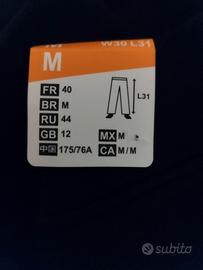 W30 L31
M
FR 40
BR M
RU 44
GB 12
中国 175/76A
L31
MX M
CA M/M
subito